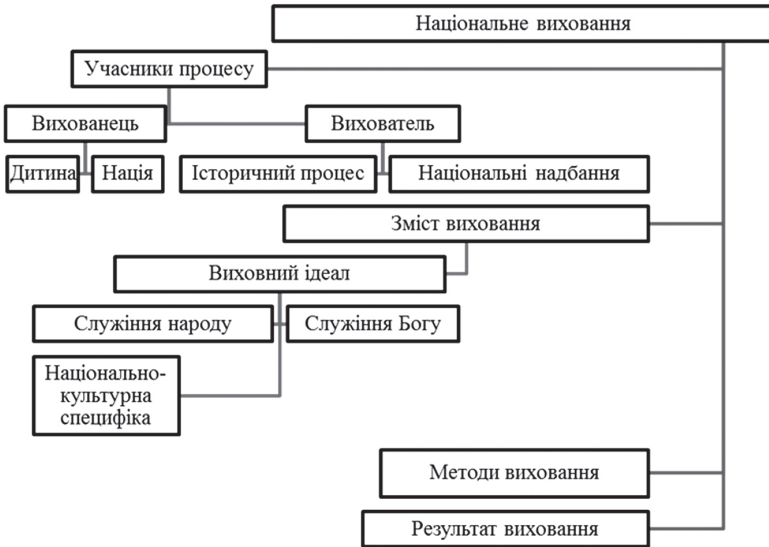 Національне виховання
Учасники процесу
Вихованець
Вихователь
Дитина
Нація
Історичний процес
Національні надбання
Зміст виховання
Виховний ідеал
Служіння народу
Служіння Богу
Національно-
культурна
специфіка
Методи виховання
Результат виховання